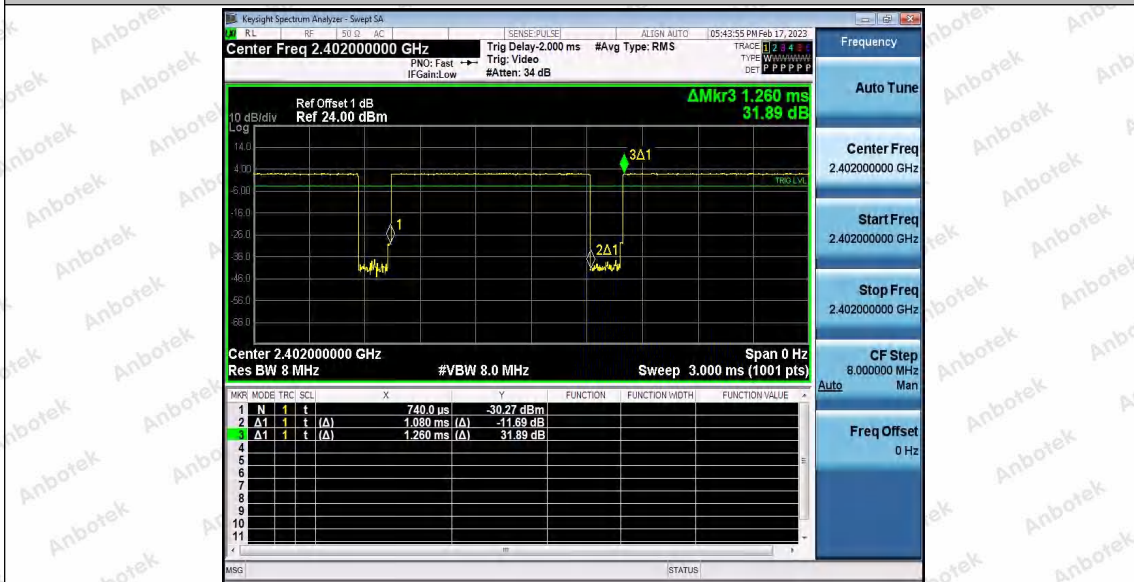 Keysight Spectrum Analyzer - Swept SA
RL RF 50 Ω AC SENSE:PULSE ALIGN AUTO 05:43:55 PM Feb 17, 2023
Center Freq 2.402000000 GHz
PNO: Fast
IFGain:Low
Trig Delay-2.000 ms
Trig: Video
#Atten: 34 dB
#Avg Type: RMS
TRACE 1 2 3 4 5 6
TYPE WWWWWW
DET P P P P P P
ΔMkr3 1.260 ms
31.89 dB
10 dB/div
Log
Ref Offset 1 dB
Ref 24.00 dBm
14.0
4.00
-6.00
-16.0
-26.0
-36.0
-46.0
-56.0
-66.0
1
2Δ1
3Δ1
TRIG LVL
Center 2.402000000 GHz Span 0 Hz
Res BW 8 MHz #VBW 8.0 MHz Sweep 3.000 ms (1001 pts)
MKR MODE TRC SCL X Y FUNCTION FUNCTION WIDTH FUNCTION VALUE
1 N 1 t 740.0 µs -30.27 dBm
2 Δ1 1 t (Δ) 1.080 ms (Δ) -11.69 dB
3 Δ1 1 t (Δ) 1.260 ms (Δ) 31.89 dB
4
5
6
7
8
9
10
11
MSG STATUS
Frequency
Auto Tune
Center Freq
2.402000000 GHz
Start Freq
2.402000000 GHz
Stop Freq
2.402000000 GHz
CF Step
8.000000 MHz
Auto Man
Freq Offset
0 Hz
Anbotek